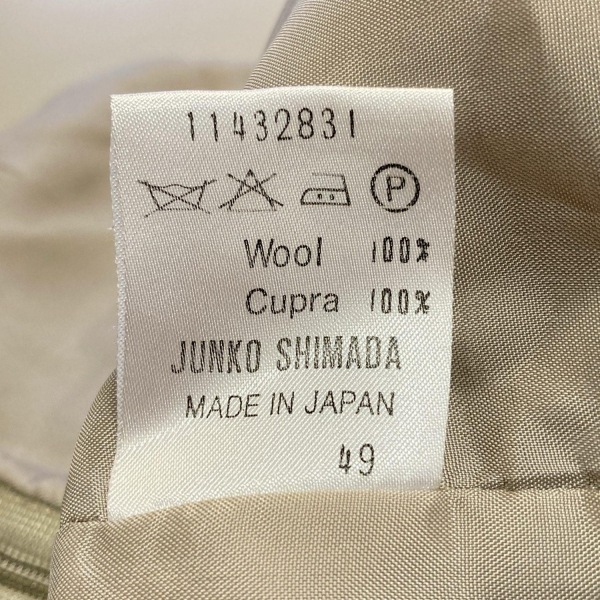 11432831
P
Wool 100%
Cupra 100%
JUNKO SHIMADA
MADE IN JAPAN
49